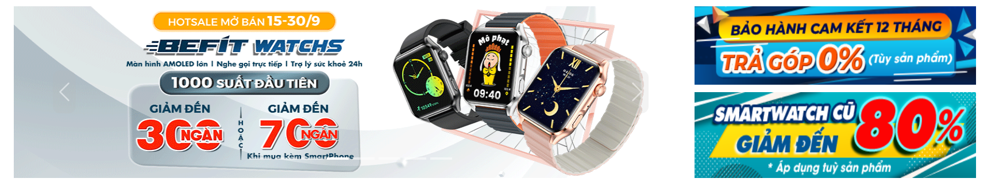 HOTSALE MỞ BÁN 15-30/9
BEFIT WATCHS
Màn hình AMOLED lớn | Nghe gọi trực tiếp | Trợ lý sức khoẻ 24h
1000 SUẤT ĐẦU TIÊN
GIẢM ĐẾN
300 NGÀN
HOẶC
GIẢM ĐẾN
700 NGÀN
Khi mua kèm SmartPhone
10349
Mô phạt
09:40
XII
BẢO HÀNH CAM KẾT 12 THÁNG
TRẢ GÓP 0% (Tùy sản phẩm)
SMARTWATCH CŨ
GIẢM ĐẾN 80%
* Áp dụng tuỳ sản phẩm